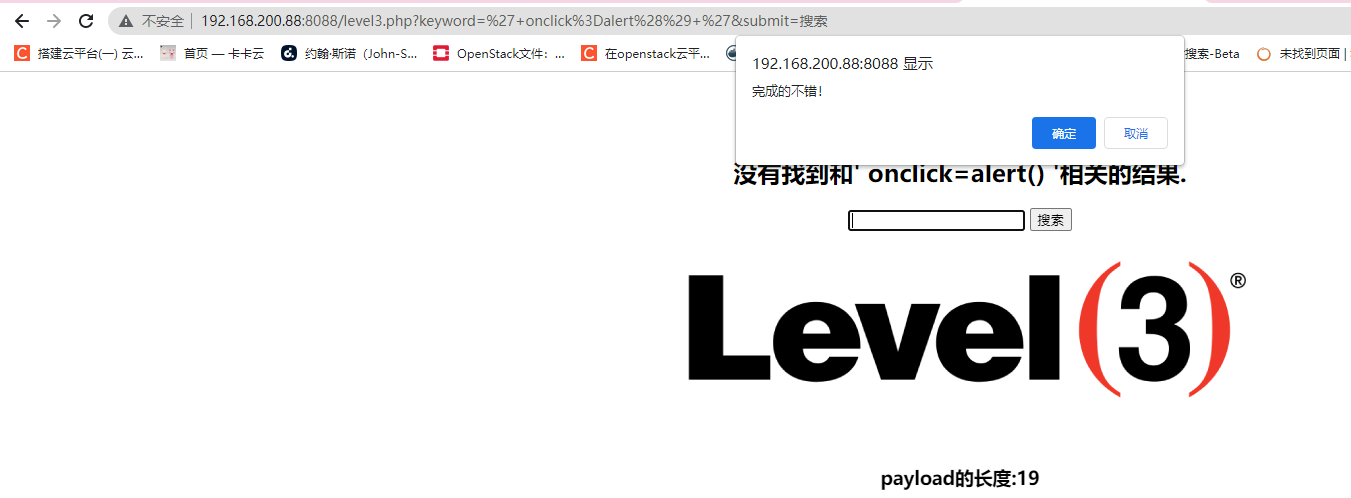 不安全 192.168.200.88:8088/level3.php?keyword=%27+onclick%3Dalert%28%29+%27&submit=搜索
搭建云平台(一) 云... 首页 — 卡卡云 约翰·斯诺（John-S... OpenStack文件：... 在openstack云平... 搜索-Beta 未找到页面 |
192.168.200.88:8088 显示
完成的不错!
确定 取消
没有找到和' onclick=alert() '相关的结果.
搜索
Level(3)®
payload的长度:19